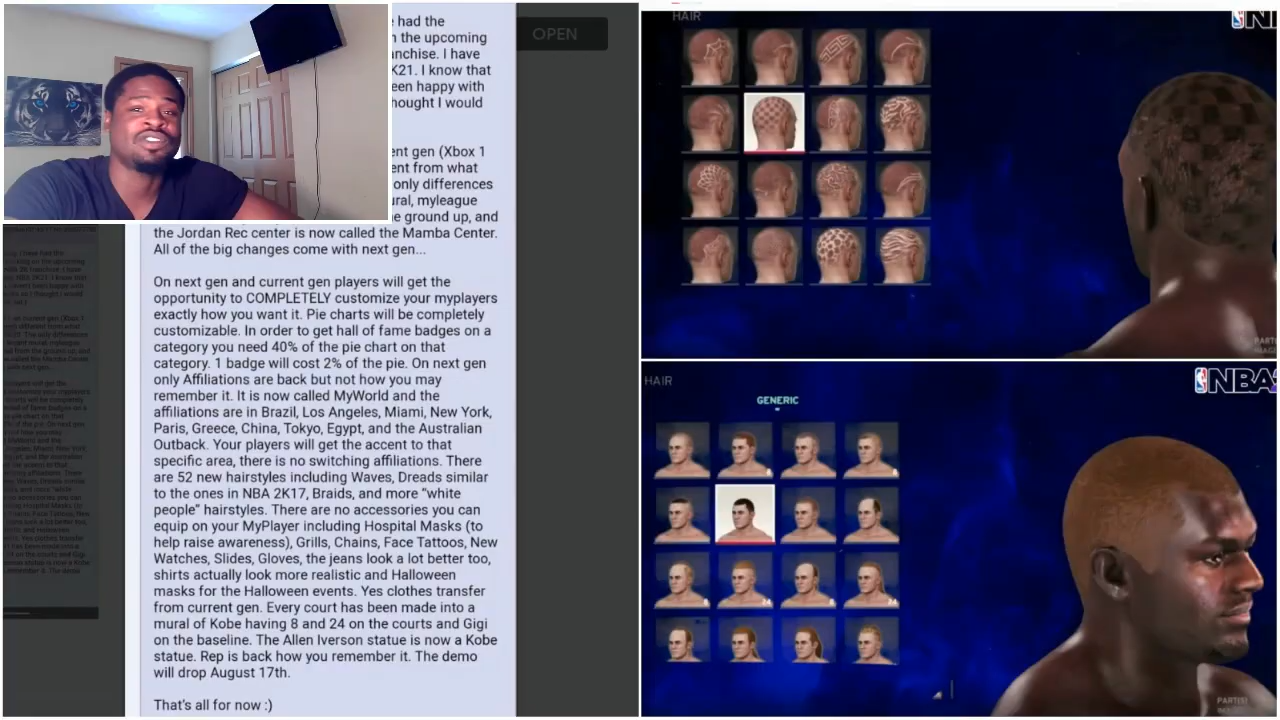 had the
n the upcoming
anchise. I have
K21. I know that
een happy with
hought I would
ent gen (Xbox 1
ent from what
only differences
ural, myleague
e ground up, and
the Jordan Rec center is now called the Mamba Center.
All of the big changes come with next gen...
On next gen and current gen players will get the
opportunity to COMPLETELY customize your myplayers
exactly how you want it. Pie charts will be completely
customizable. In order to get hall of fame badges on a
category you need 40% of the pie chart on that
category. 1 badge will cost 2% of the pie. On next gen
only Affiliations are back but not how you may
remember it. It is now called MyWorld and the
affiliations are in Brazil, Los Angeles, Miami, New York,
Paris, Greece, China, Tokyo, Egypt, and the Australian
Outback. Your players will get the accent to that
specific area, there is no switching affiliations. There
are 52 new hairstyles including Waves, Dreads similar
to the ones in NBA 2K17, Braids, and more “white
people” hairstyles. There are no accessories you can
equip on your MyPlayer including Hospital Masks (to
help raise awareness), Grills, Chains, Face Tattoos, New
Watches, Slides, Gloves, the jeans look a lot better too,
shirts actually look more realistic and Halloween
masks for the Halloween events. Yes clothes transfer
from current gen. Every court has been made into a
mural of Kobe having 8 and 24 on the courts and Gigi
on the baseline. The Allen Iverson statue is now a Kobe
statue. Rep is back how you remember it. The demo
will drop August 17th.
That's all for now :)
OPEN
HAIR
HAIR
GENERIC
NBA